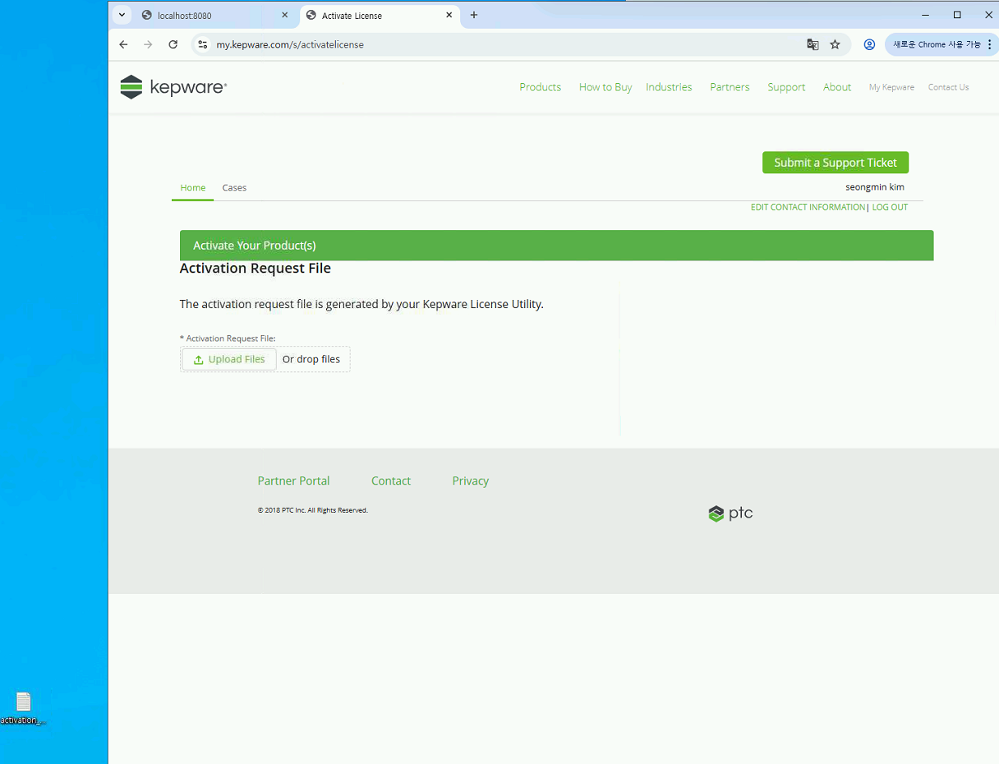 localhost:8080
Activate License
my.kepware.com/s/activatelicense
새로운 Chrome 사용 가능
kepware®
Products How to Buy Industries Partners Support About My Kepware Contact Us
Submit a Support Ticket
Home Cases
seongmin kim
EDIT CONTACT INFORMATION | LOG OUT
Activate Your Product(s)
Activation Request File
The activation request file is generated by your Kepware License Utility.
* Activation Request File:
Upload Files Or drop files
Partner Portal Contact Privacy
© 2018 PTC Inc. All Rights Reserved.
ptc
activation_...